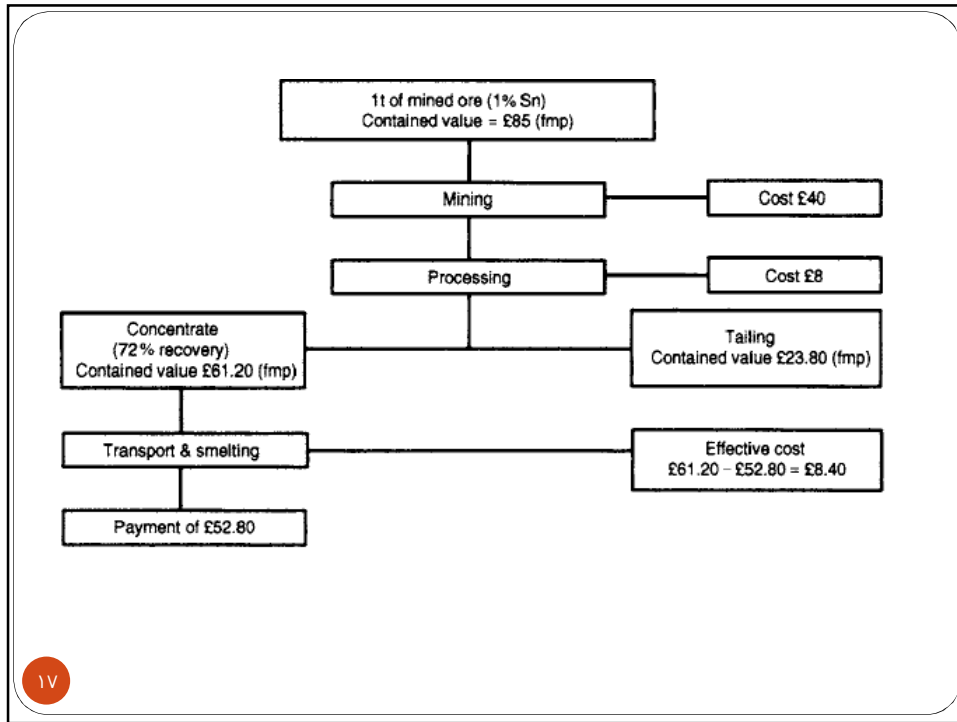 1t of mined ore (1% Sn)
Contained value = £85 (fmp)
Mining
Cost £40
Processing
Cost £8
Concentrate
(72% recovery)
Contained value £61.20 (fmp)
Tailing
Contained value £23.80 (fmp)
Transport & smelting
Effective cost
£61.20 – £52.80 = £8.40
Payment of £52.80
١٧